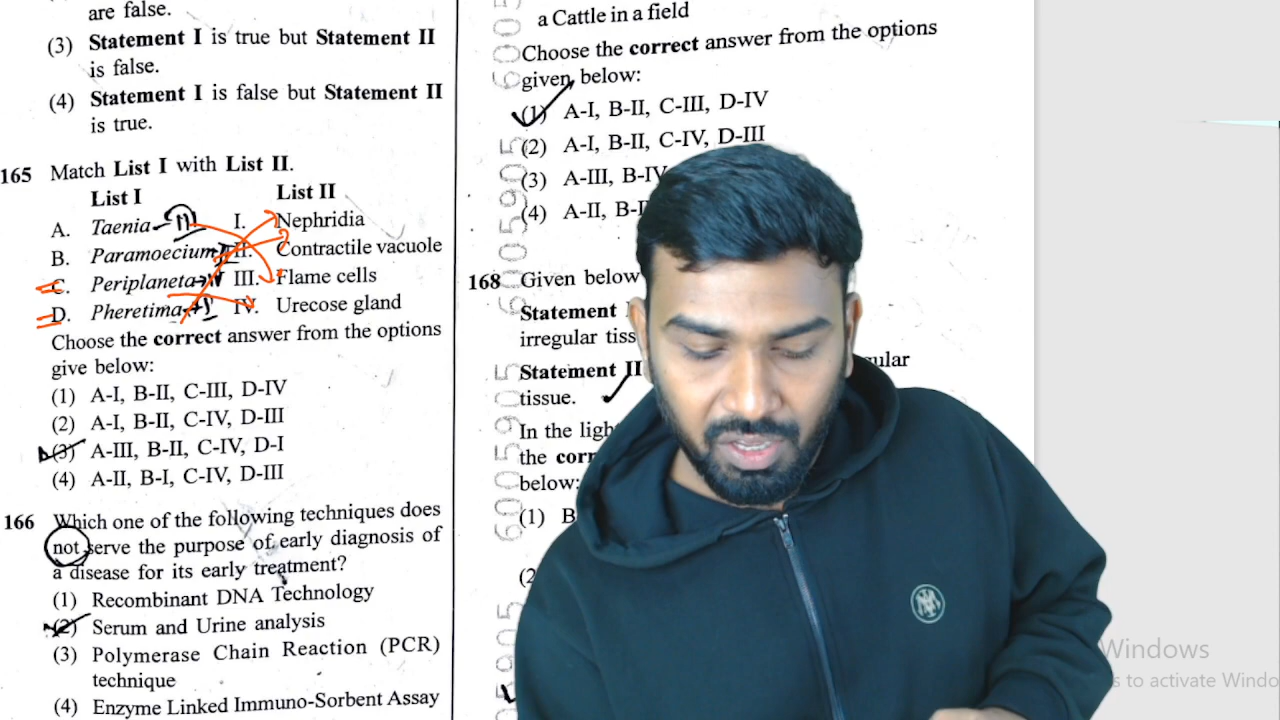 are false.
(3) Statement I is true but Statement II
is false.
(4) Statement I is false but Statement II
is true.
165 Match List I with List II.
List I List II
A. Taenia III I. Nephridia
B. Paramoecium II. Contractile vacuole
C. Periplaneta IV III. Flame cells
D. Pheretima I IV. Urecose gland
Choose the correct answer from the options
give below:
(1) A-I, B-II, C-III, D-IV
(2) A-I, B-II, C-IV, D-III
(3) A-III, B-II, C-IV, D-I
(4) A-II, B-I, C-IV, D-III
166 Which one of the following techniques does
not serve the purpose of early diagnosis of
a disease for its early treatment?
(1) Recombinant DNA Technology
(2) Serum and Urine analysis
(3) Polymerase Chain Reaction (PCR)
technique
(4) Enzyme Linked Immuno-Sorbent Assay
a Cattle in a field
Choose the correct answer from the options
given below:
(1) A-I, B-II, C-III, D-IV
(2) A-I, B-II, C-IV, D-III
(3) A-III, B-IV
(4) A-II, B-I
168 Given below
Statement
irregular tiss
Statement II ular
tissue.
In the ligh
the corr
below:
(1) B
(2
6005905
Windows
s to activate Windo